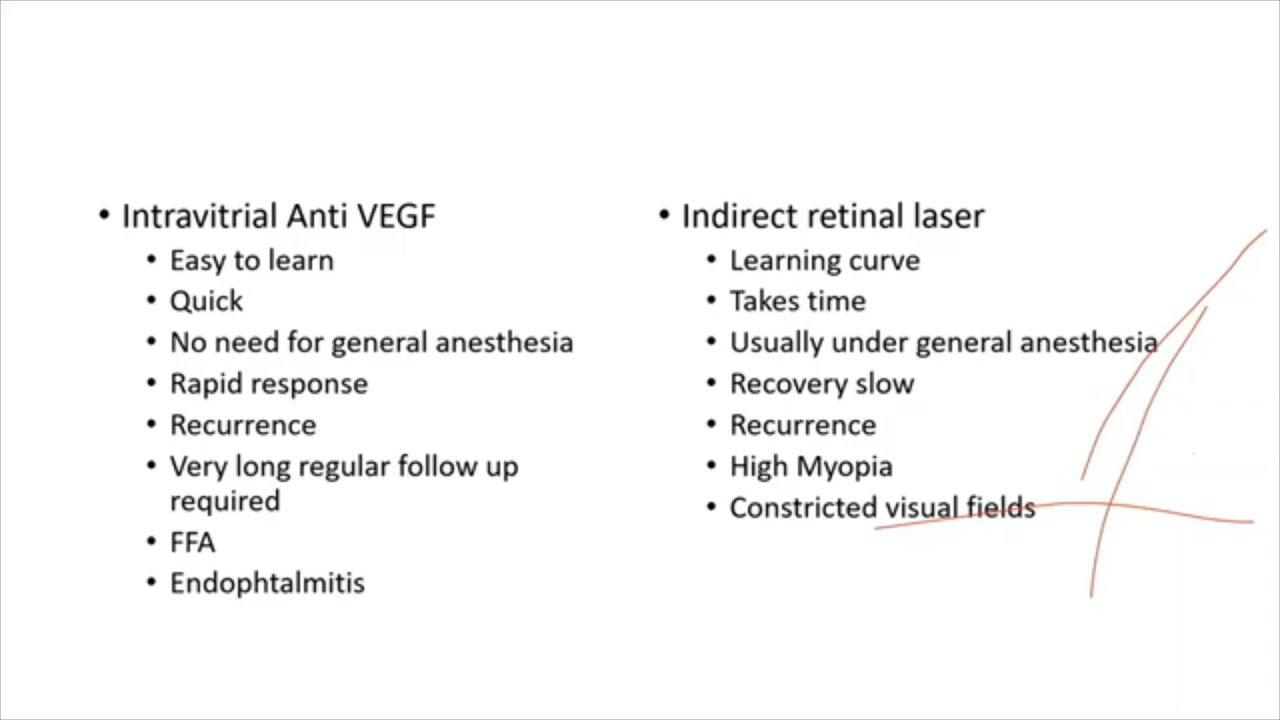 • Intravitrial Anti VEGF
• Easy to learn
• Quick
• No need for general anesthesia
• Rapid response
• Recurrence
• Very long regular follow up
required
• FFA
• Endophtalmitis
• Indirect retinal laser
• Learning curve
• Takes time
• Usually under general anesthesia
• Recovery slow
• Recurrence
• High Myopia
• Constricted visual fields